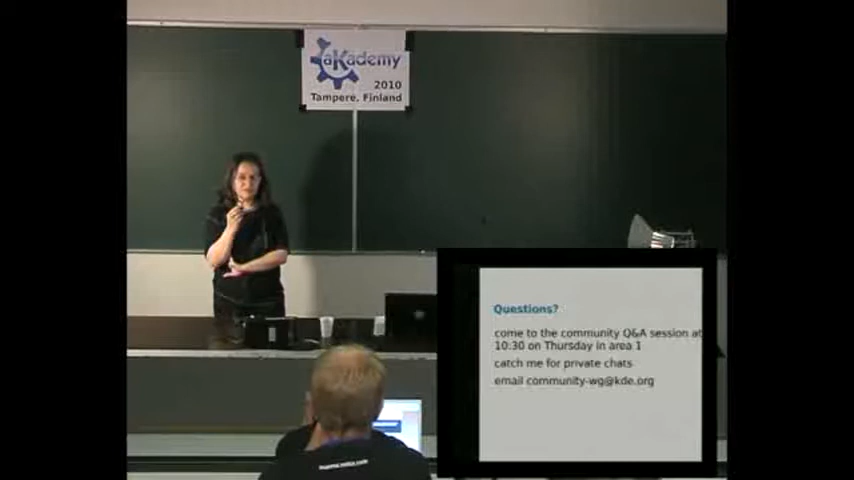 aKademy
2010
Tampere, Finland
Questions?
come to the community Q&A session at
10:30 on Thursday in area 1
catch me for private chats
email community-wg@kde.org